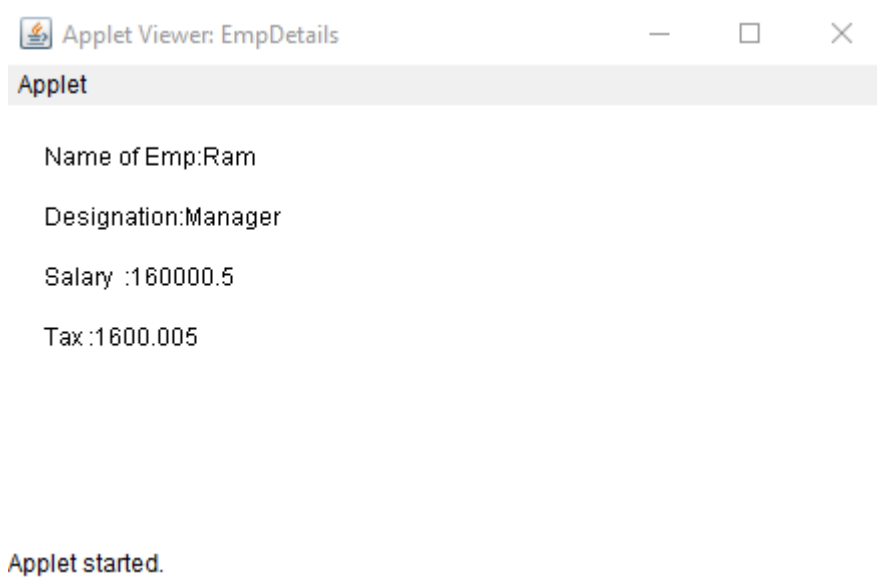 Applet Viewer: EmpDetails
Applet
Name of Emp:Ram
Designation:Manager
Salary :160000.5
Tax :1600.005
Applet started.